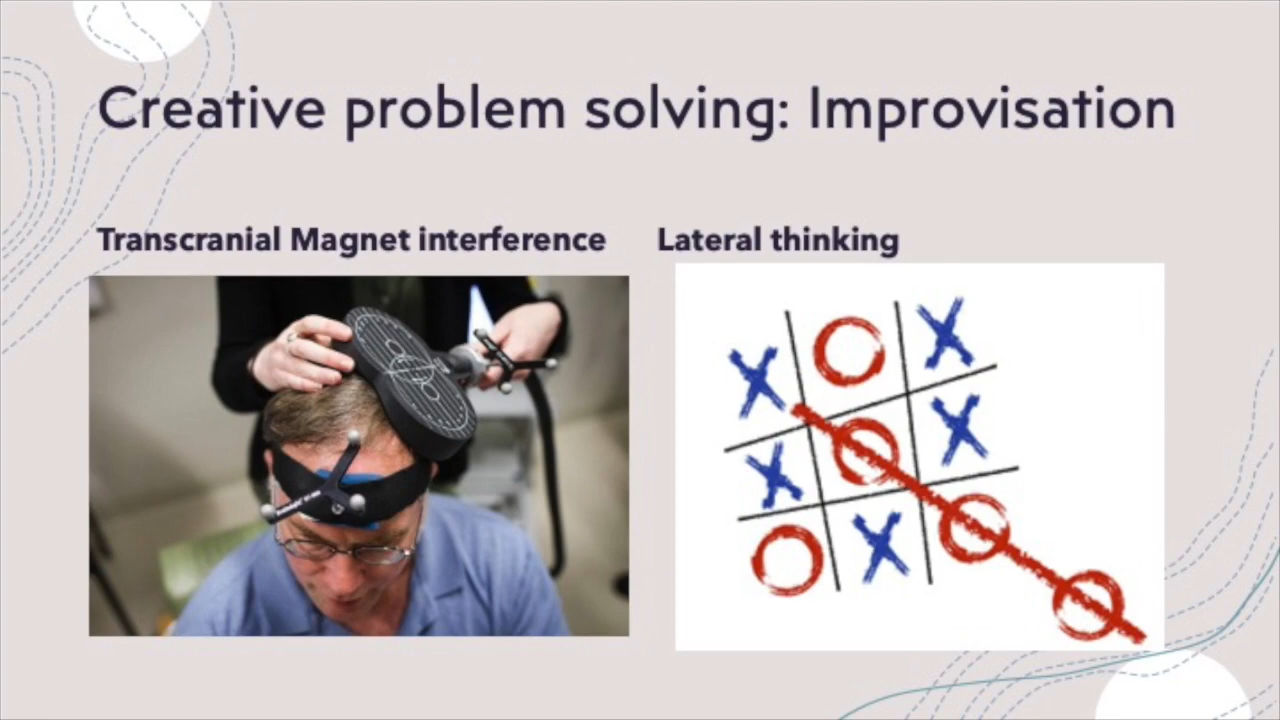 Creative problem solving: Improvisation
Transcranial Magnet interference
Lateral thinking
X O X
X O X
O X O
O